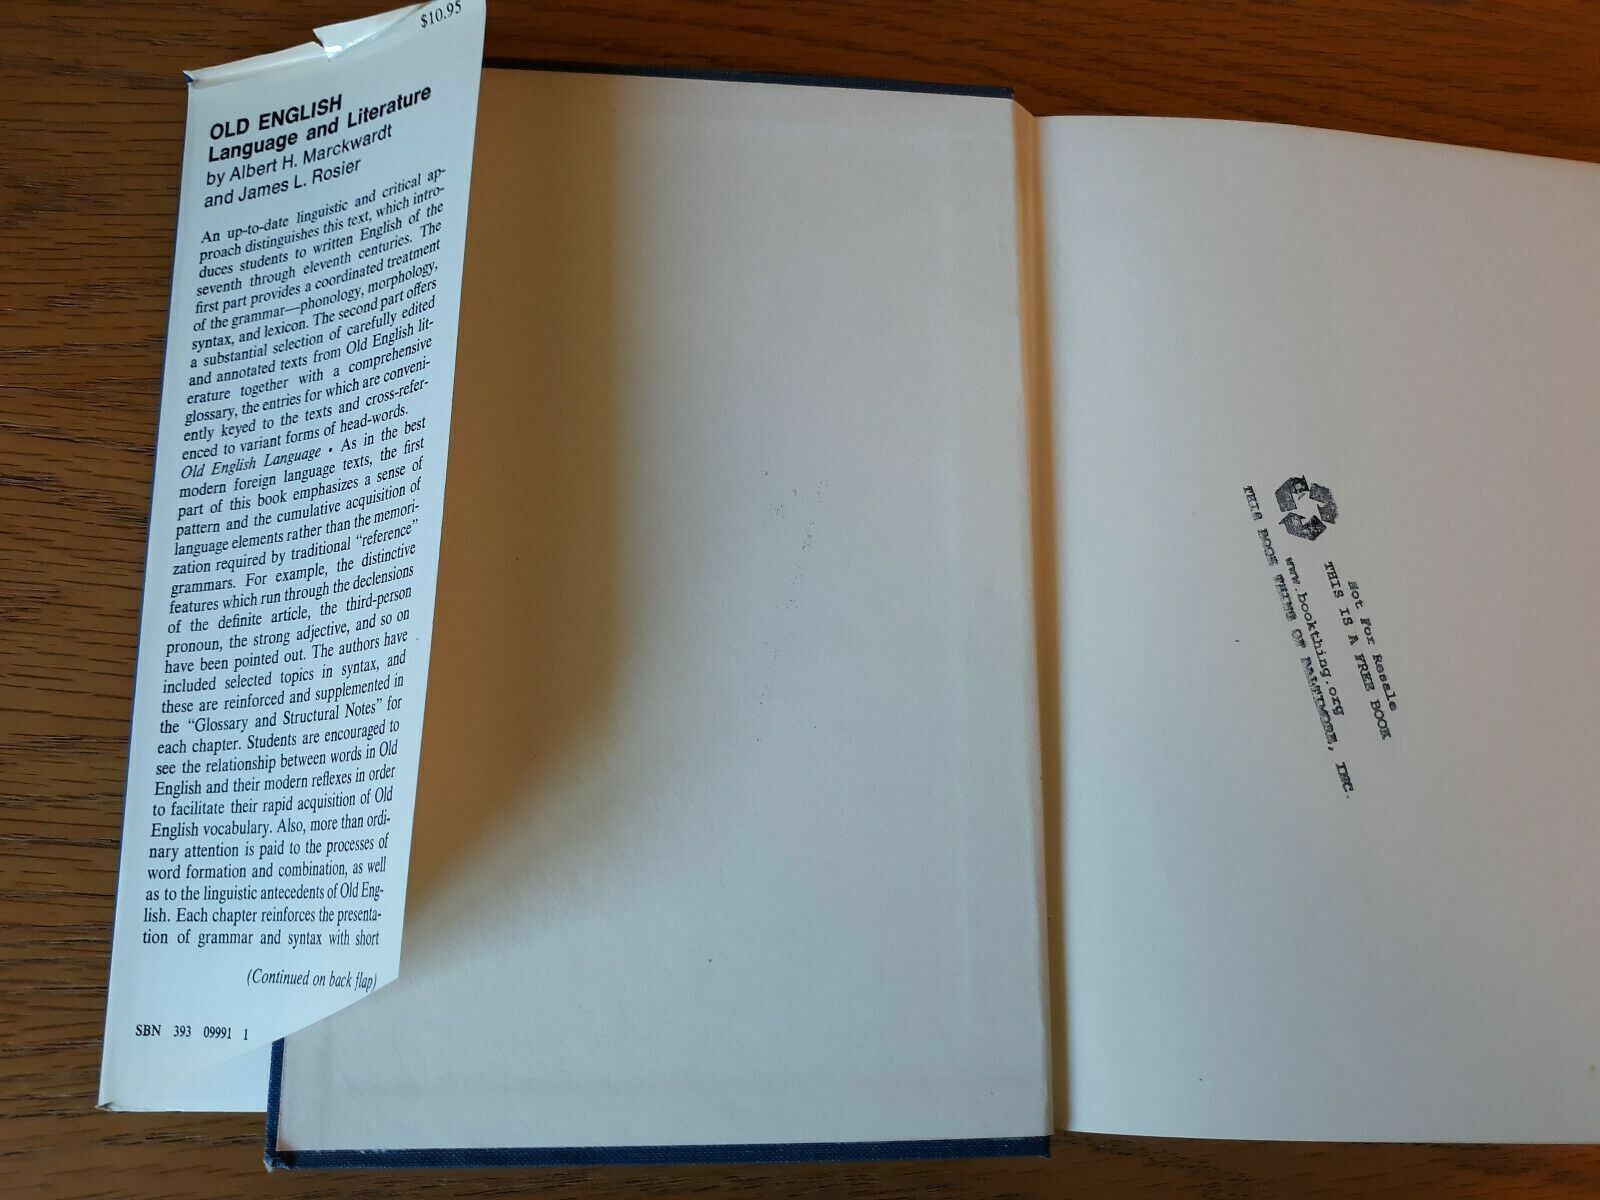 $10.95
OLD ENGLISH
Language and Literature
by Albert H. Marckwardt
and James L. Rosier
An up-to-date linguistic and critical ap-
proach distinguishes this text, which intro-
duces students to written English of the
seventh through eleventh centuries. The
first part provides a coordinated treatment
of the grammar—phonology, morphology,
syntax, and lexicon. The second part offers
a substantial selection of carefully edited
and annotated texts from Old English lit-
erature together with a comprehensive
glossary, the entries for which are conveni-
ently keyed to the texts and cross-refer-
enced to variant forms of head-words.
Old English Language • As in the best
modern foreign language texts, the first
part of this book emphasizes a sense of
pattern and the cumulative acquisition of
language elements rather than the memori-
zation required by traditional “reference”
grammars. For example, the distinctive
features which run through the declensions
of the definite article, the third-person
pronoun, the strong adjective, and so on
have been pointed out. The authors have
included selected topics in syntax, and
these are reinforced and supplemented in
the “Glossary and Structural Notes” for
each chapter. Students are encouraged to
see the relationship between words in Old
English and their modern reflexes in order
to facilitate their rapid acquisition of Old
English vocabulary. Also, more than ordi-
nary attention is paid to the processes of
word formation and combination, as well
as to the linguistic antecedents of Old Eng-
lish. Each chapter reinforces the presenta-
tion of grammar and syntax with short
(Continued on back flap)
SBN 393 09991 1
Not For Resale
THIS IS A FREE BOOK
www.bookthing.org
THIS BOOK THING OF BALTIMORE, INC.